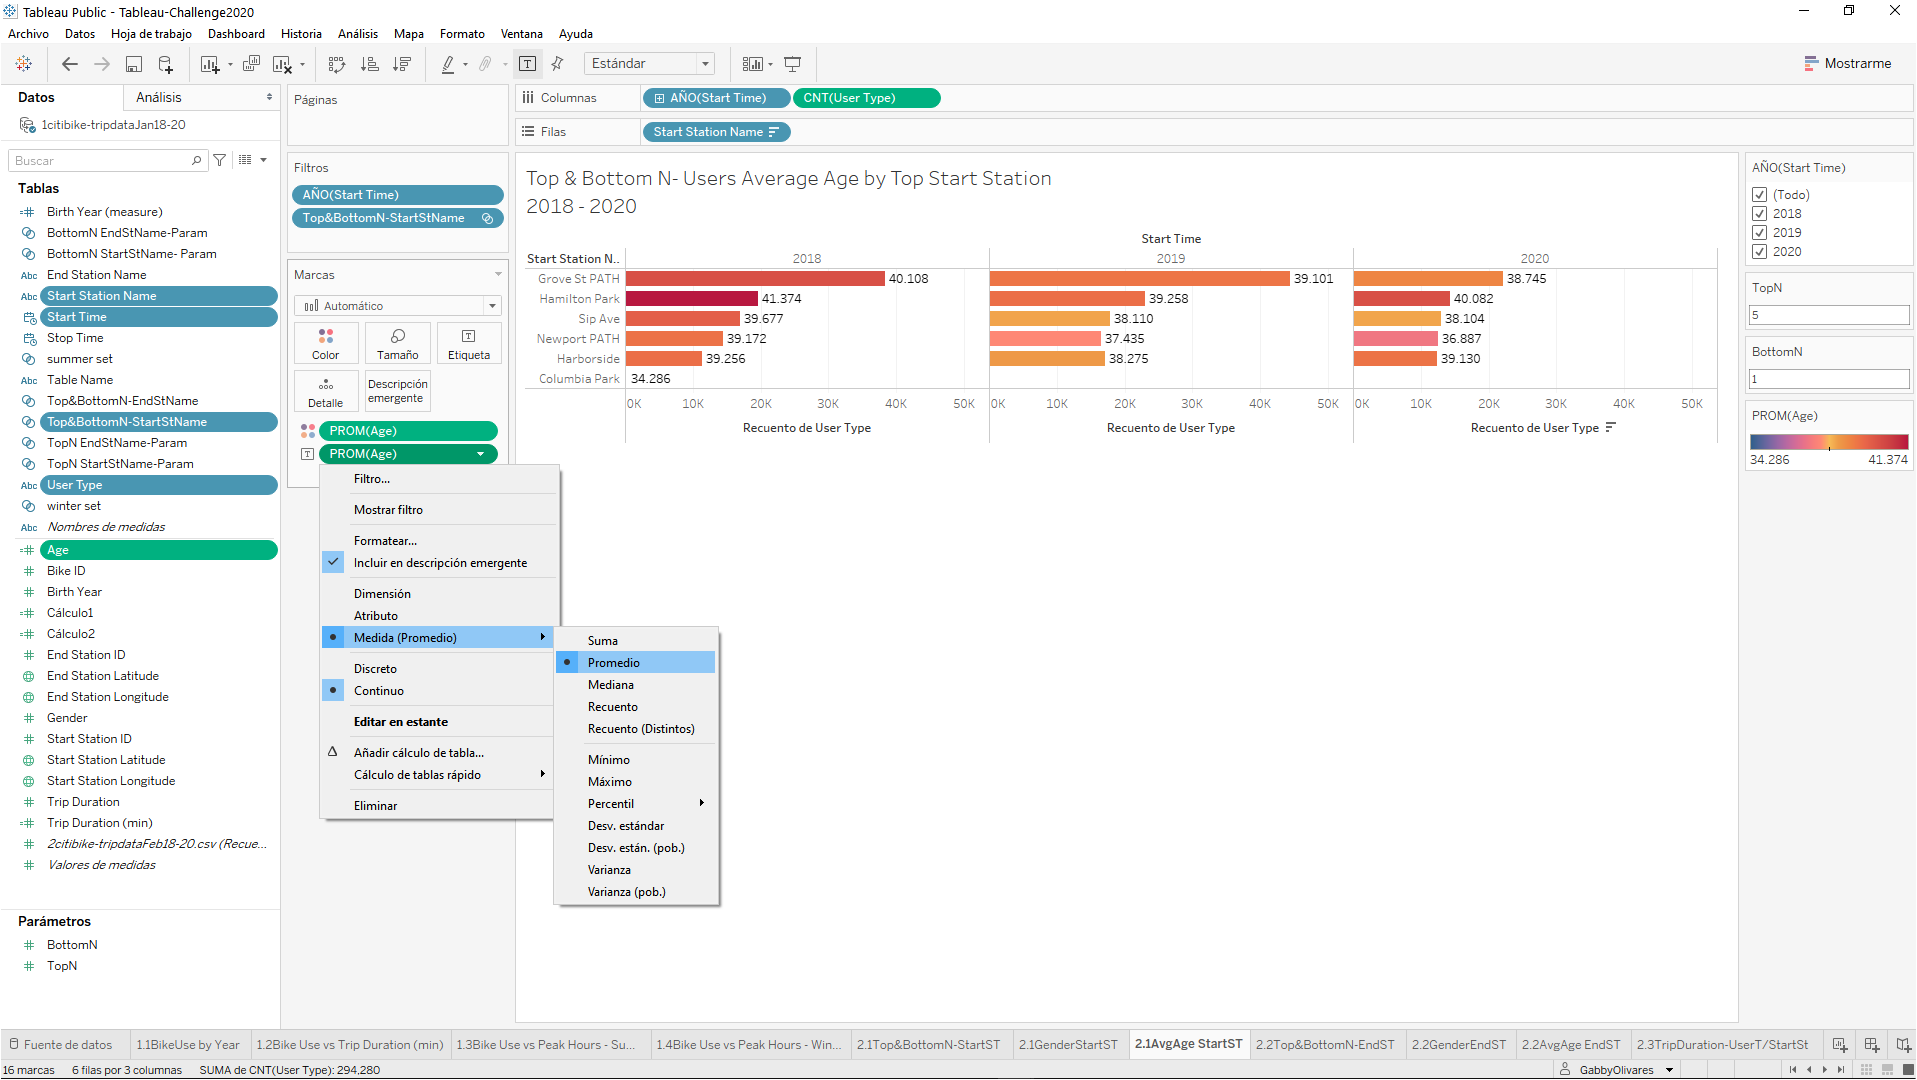 Tableau Public - Tableau-Challenge2020
Archivo Datos Hoja de trabajo Dashboard Historia Análisis Mapa Formato Ventana Ayuda
Estándar
Mostrarme
Datos Análisis
1citibike-tripdataJan18-20
Buscar
Tablas
Birth Year (measure)
BottomN EndStName-Param
BottomN StartStName- Param
Abc End Station Name
Abc Start Station Name
Start Time
Stop Time
summer set
Abc Table Name
Top&BottomN-EndStName
Top&BottomN-StartStName
TopN EndStName-Param
TopN StartStName-Param
Abc User Type
winter set
Abc Nombres de medidas
Age
Bike ID
Birth Year
Cálculo1
Cálculo2
End Station ID
End Station Latitude
End Station Longitude
Gender
Start Station ID
Start Station Latitude
Start Station Longitude
Trip Duration
Trip Duration (min)
2citibike-tripdataFeb18-20.csv (Recue...
Valores de medidas
Parámetros
BottomN
TopN
Páginas
Filtros
AÑO(Start Time)
Top&BottomN-StartStName
Marcas
Automático
Color Tamaño Etiqueta
Detalle Descripción emergente
PROM(Age)
PROM(Age)
Filtro...
Mostrar filtro
Formatear...
Incluir en descripción emergente
Dimensión
Atributo
Medida (Promedio)
Discreto
Continuo
Editar en estante
Añadir cálculo de tabla...
Cálculo de tablas rápido
Eliminar
Suma
Promedio
Mediana
Recuento
Recuento (Distintos)
Mínimo
Máximo
Percentil
Desv. estándar
Desv. están. (pob.)
Varianza
Varianza (pob.)
Columnas AÑO(Start Time) CNT(User Type)
Filas Start Station Name
Top & Bottom N- Users Average Age by Top Start Station
2018 - 2020
Start Time
Start Station N.. 2018 2019 2020
Grove St PATH 40.108 39.101 38.745
Hamilton Park 41.374 39.258 40.082
Sip Ave 39.677 38.110 38.104
Newport PATH 39.172 37.435 36.887
Harborside 39.256 38.275 39.130
Columbia Park 34.286
0K 10K 20K 30K 40K 50K 0K 10K 20K 30K 40K 50K 0K 10K 20K 30K 40K 50K
Recuento de User Type Recuento de User Type Recuento de User Type
AÑO(Start Time)
(Todo)
2018
2019
2020
TopN
5
BottomN
1
PROM(Age)
34.286 41.374
Fuente de datos 1.1BikeUse by Year 1.2Bike Use vs Trip Duration (min) 1.3Bike Use vs Peak Hours - Su... 1.4Bike Use vs Peak Hours - Win... 2.1Top&BottomN-StartST 2.1GenderStartST 2.1AvgAge StartST 2.2Top&BottomN-EndST 2.2GenderEndST 2.2AvgAge EndST 2.3TripDuration-UserT/StartSt
16 marcas 6 filas por 3 columnas SUMA de CNT(User Type): 294,280 GabbyOlivares